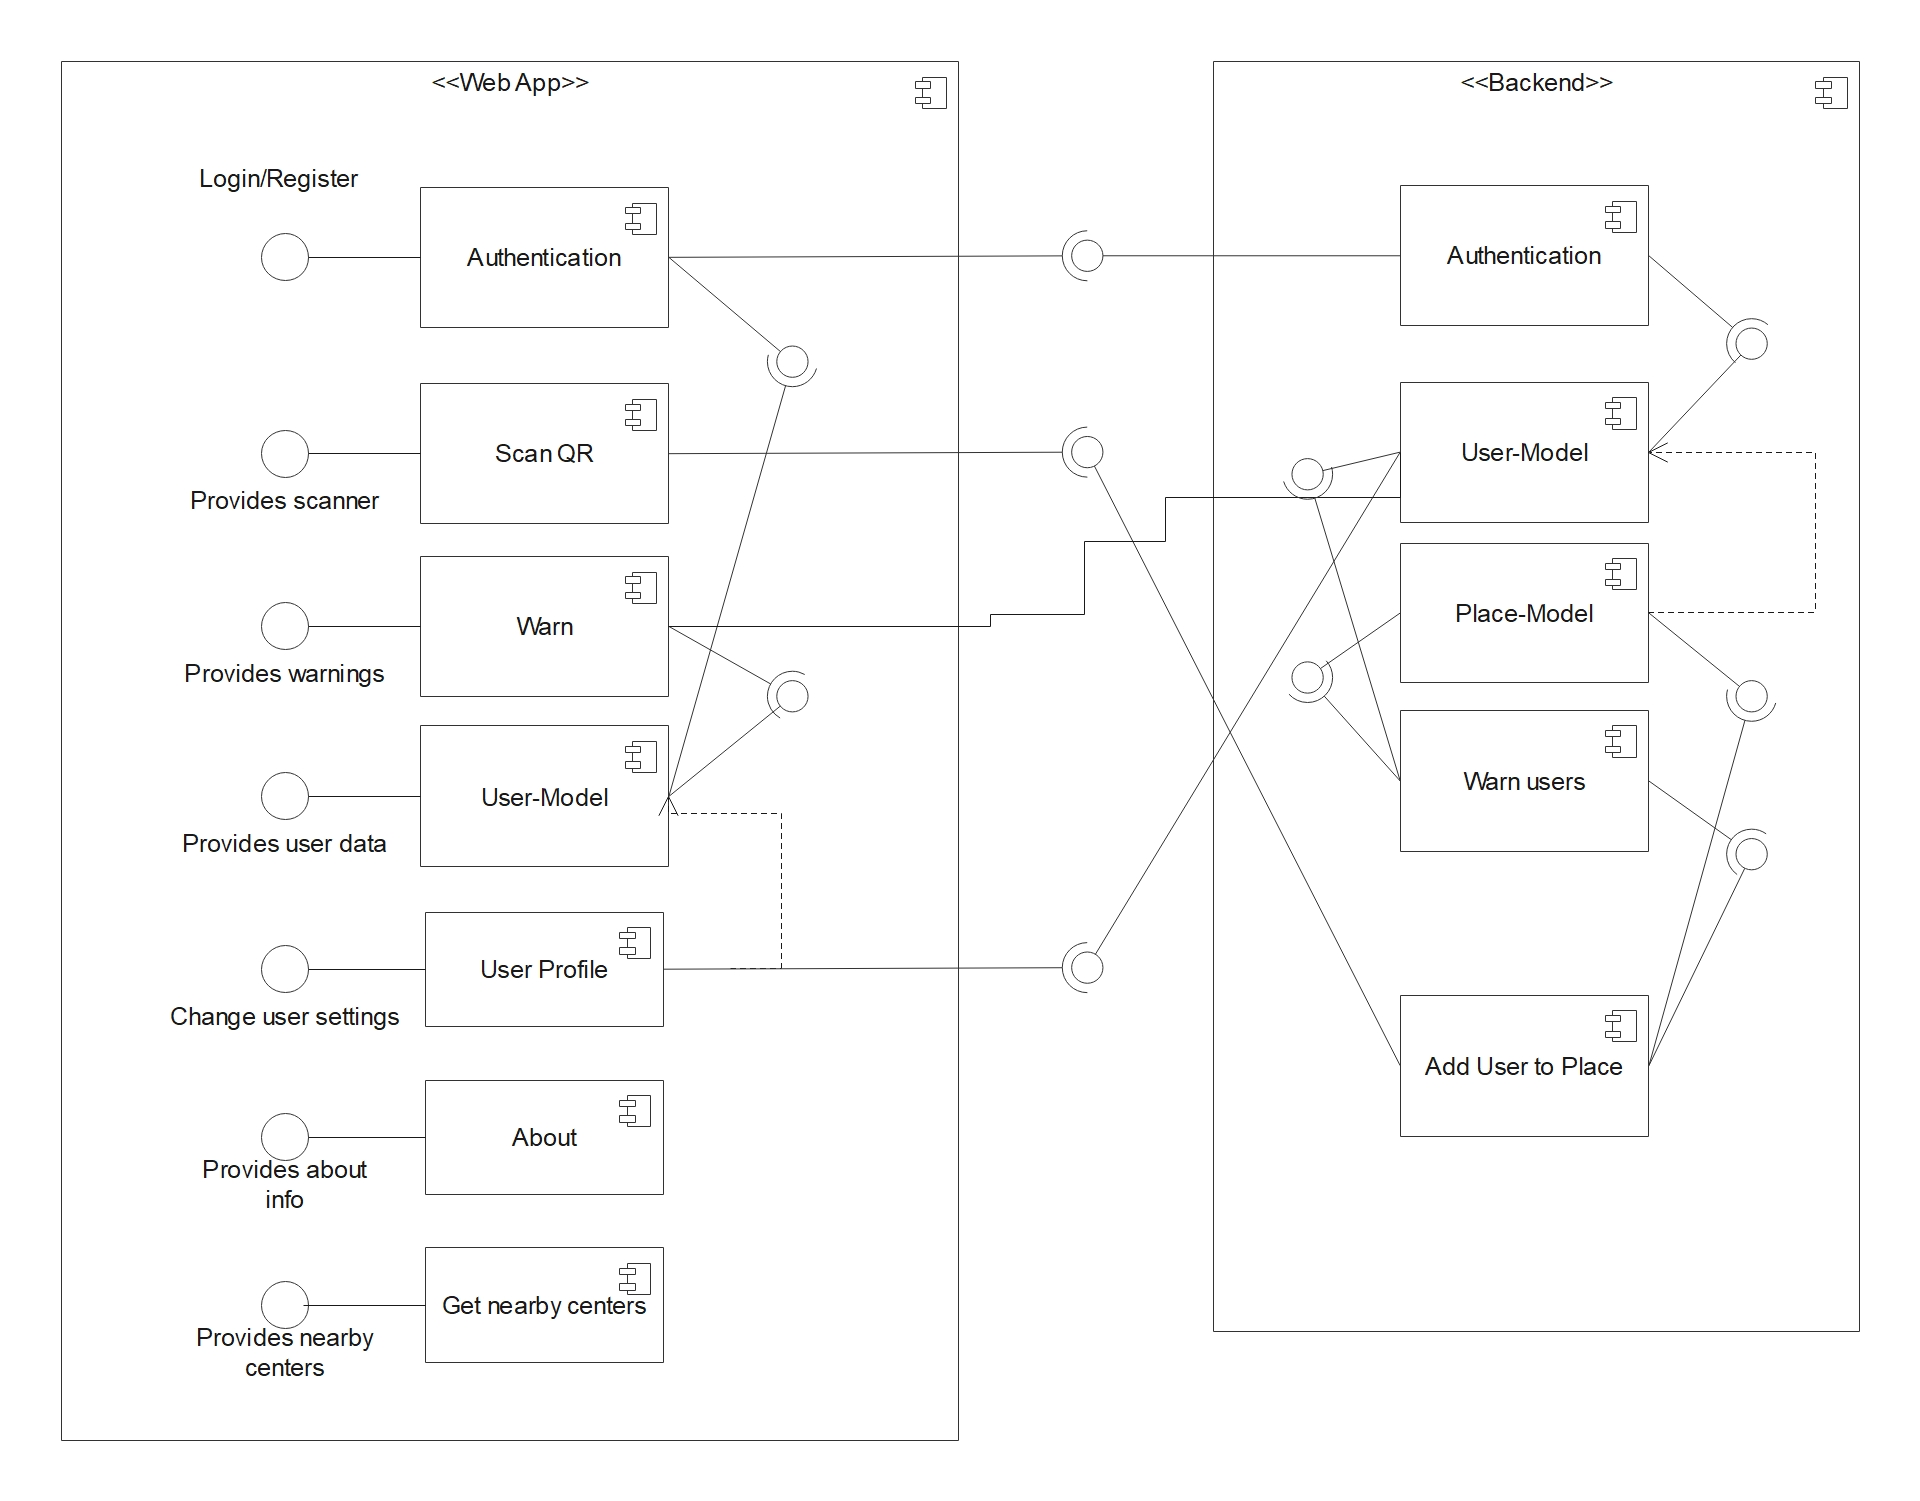 <<Web App>>
Login/Register
Authentication
Scan QR
Provides scanner
Warn
Provides warnings
User-Model
Provides user data
User Profile
Change user settings
About
Provides about
info
Get nearby centers
Provides nearby
centers
<<Backend>>
Authentication
User-Model
Place-Model
Warn users
Add User to Place